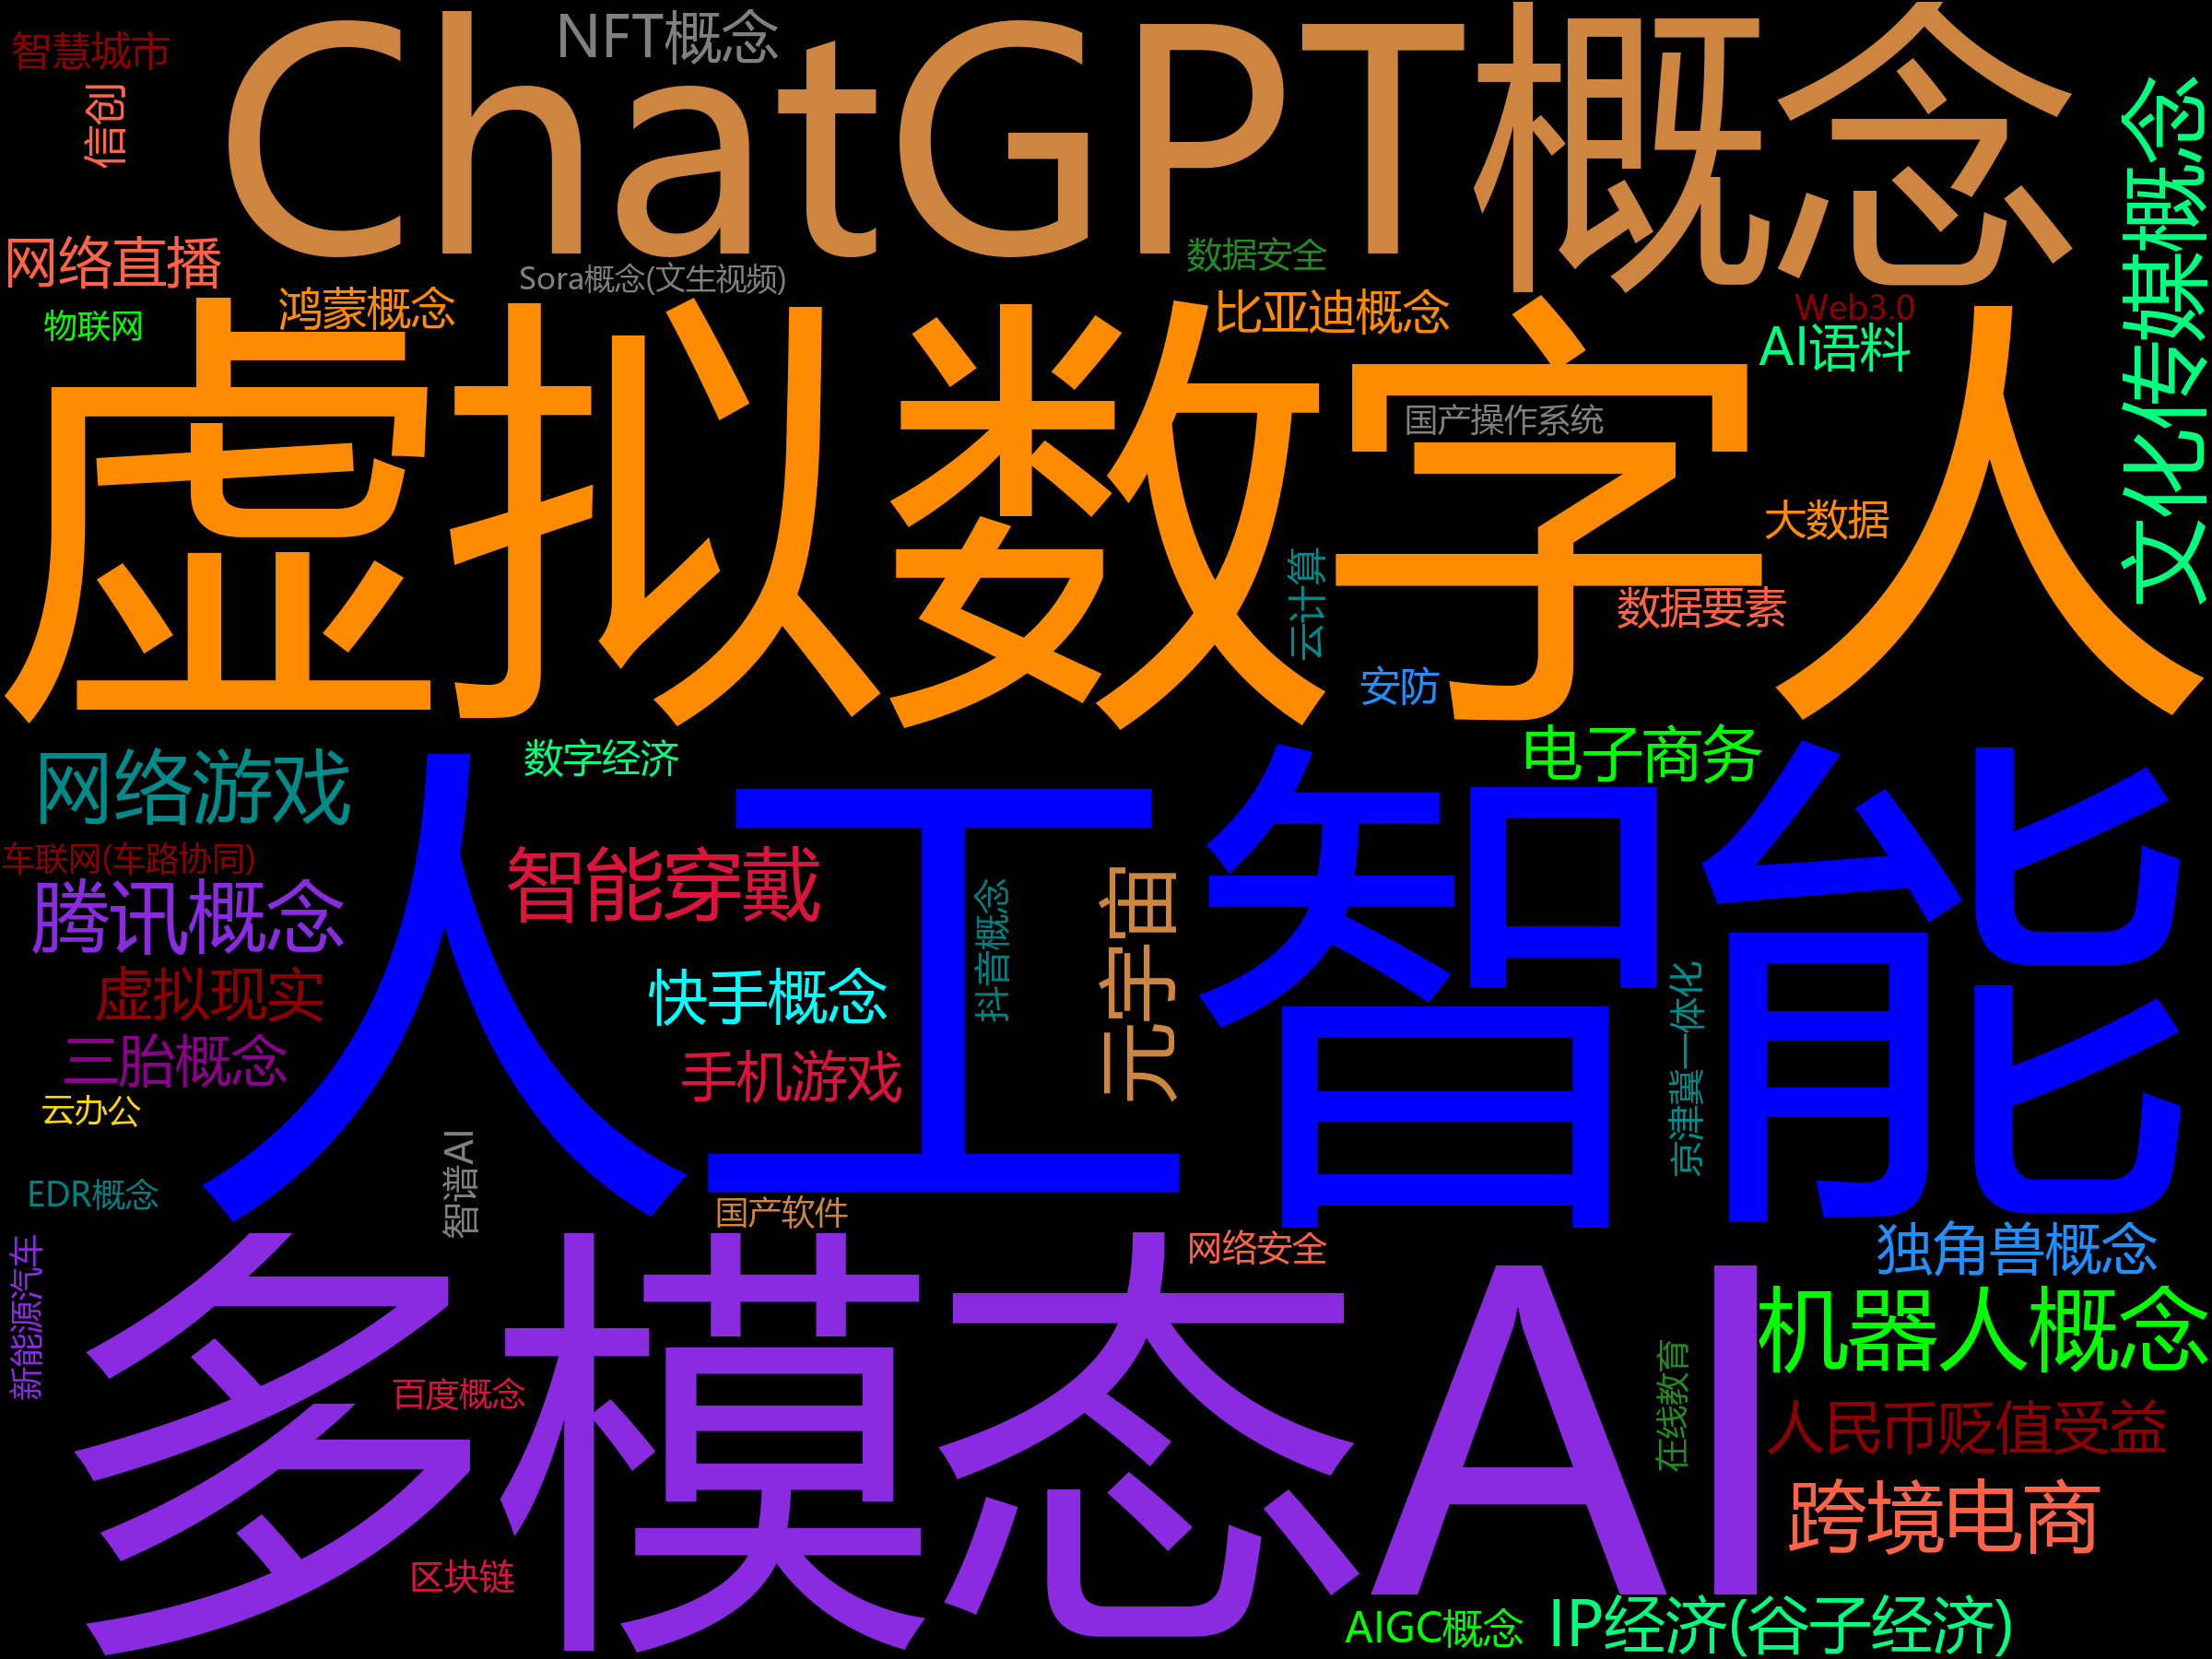 智慧城市
NFT概念
ChatGPT概念
信创
文化传媒概念
网络直播
Sora概念(文生视频)
数据安全
物联网
鸿蒙概念
比亚迪概念
Web3.0
AI语料
虚拟数字人
国产操作系统
大数据
云计算
数据要素
安防
网络游戏
数字经济
电子商务
人工智能
车联网(车路协同)
智能穿戴
腾讯概念
抖音概念
元宇宙
虚拟现实
快手概念
京津冀一体化
三胎概念
手机游戏
云办公
智谱AI
EDR概念
国产软件
网络安全
独角兽概念
新能源汽车
多模态AI
机器人概念
百度概念
在线教育
人民币贬值受益
跨境电商
区块链
AIGC概念
IP经济(谷子经济)